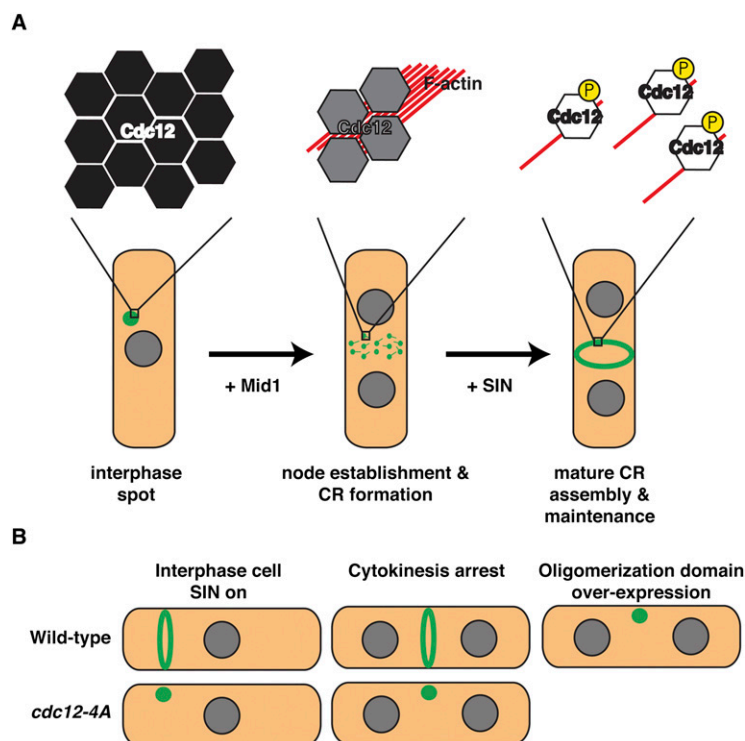 A
Cdc12
F-actin
Cdc12
P
Cdc12
P
Cdc12
P
Cdc12
+ Mid1
+ SIN
interphase
spot
node establishment &
CR formation
mature CR
assembly &
maintenance
B
Interphase cell
SIN on
Cytokinesis arrest
Oligomerization domain
over-expression
Wild-type
cdc12-4A